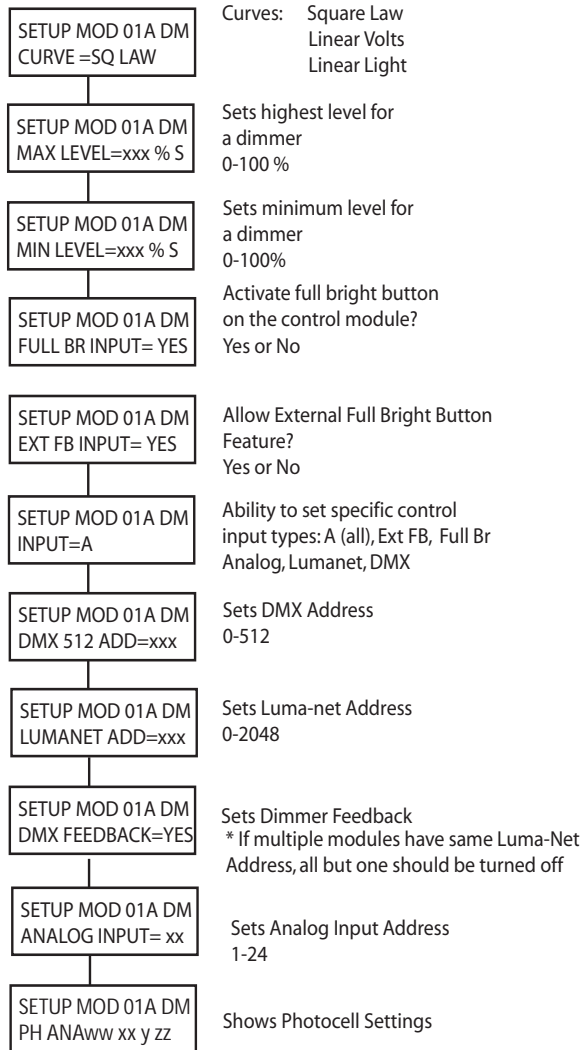 SETUP MOD 01A DM
CURVE =SQ LAW
Curves: Square Law
Linear Volts
Linear Light
SETUP MOD 01A DM
MAX LEVEL=xxx % S
Sets highest level for
a dimmer
0-100 %
SETUP MOD 01A DM
MIN LEVEL=xxx % S
Sets minimum level for
a dimmer
0-100%
SETUP MOD 01A DM
FULL BR INPUT= YES
Activate full bright button
on the control module?
Yes or No
SETUP MOD 01A DM
EXT FB INPUT= YES
Allow External Full Bright Button
Feature?
Yes or No
SETUP MOD 01A DM
INPUT=A
Ability to set specific control
input types: A (all), Ext FB, Full Br
Analog, Lumanet, DMX
SETUP MOD 01A DM
DMX 512 ADD=xxx
Sets DMX Address
0-512
SETUP MOD 01A DM
LUMANET ADD=xxx
Sets Luma-net Address
0-2048
SETUP MOD 01A DM
DMX FEEDBACK=YES
Sets Dimmer Feedback
* If multiple modules have same Luma-Net
Address, all but one should be turned off
SETUP MOD 01A DM
ANALOG INPUT= xx
Sets Analog Input Address
1-24
SETUP MOD 01A DM
PH ANAww xx y zz
Shows Photocell Settings